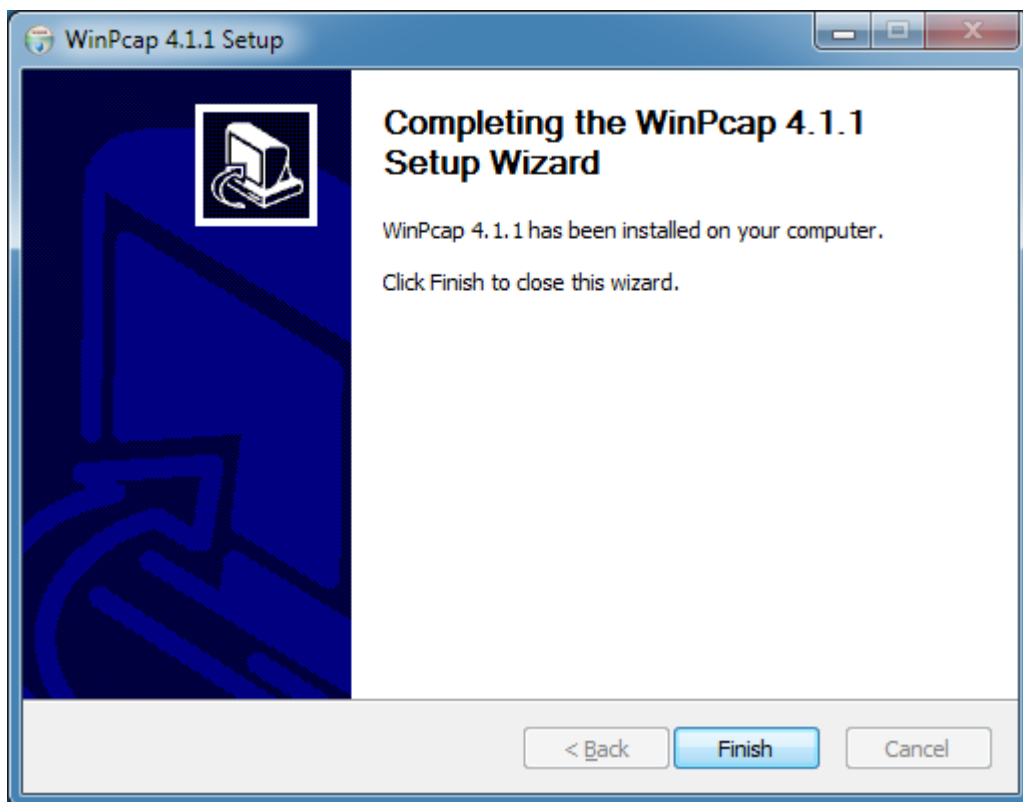 WinPcap 4.1.1 Setup
Completing the WinPcap 4.1.1
Setup Wizard
WinPcap 4.1.1 has been installed on your computer.
Click Finish to close this wizard.
< Back
Finish
Cancel